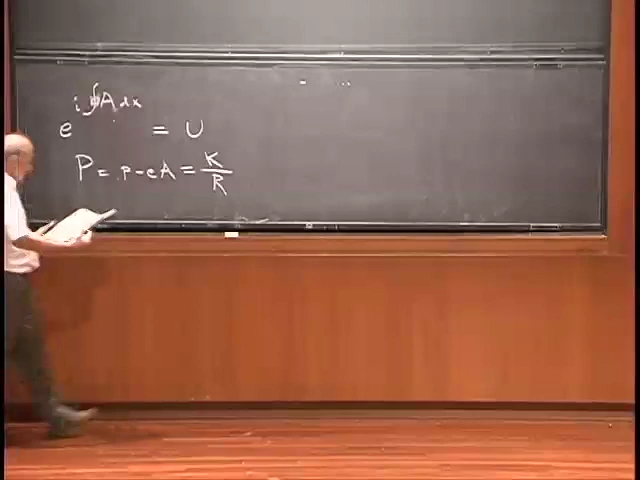 e^{i∮A dx} = U
P = p - eA = K/R